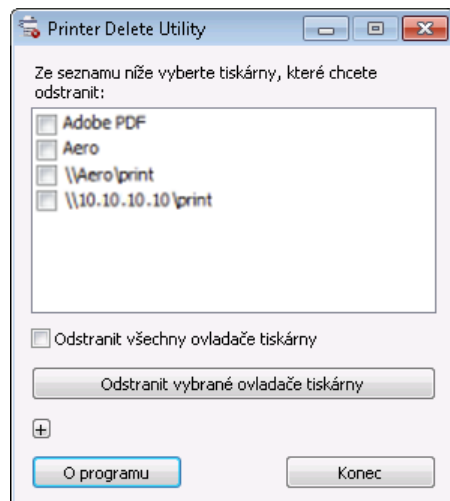 Printer Delete Utility
Ze seznamu níže vyberte tiskárny, které chcete
odstranit:
Adobe PDF
Aero
\\Aero\print
\\10.10.10.10\print
Odstranit všechny ovladače tiskárny
Odstranit vybrané ovladače tiskárny
O programu
Konec